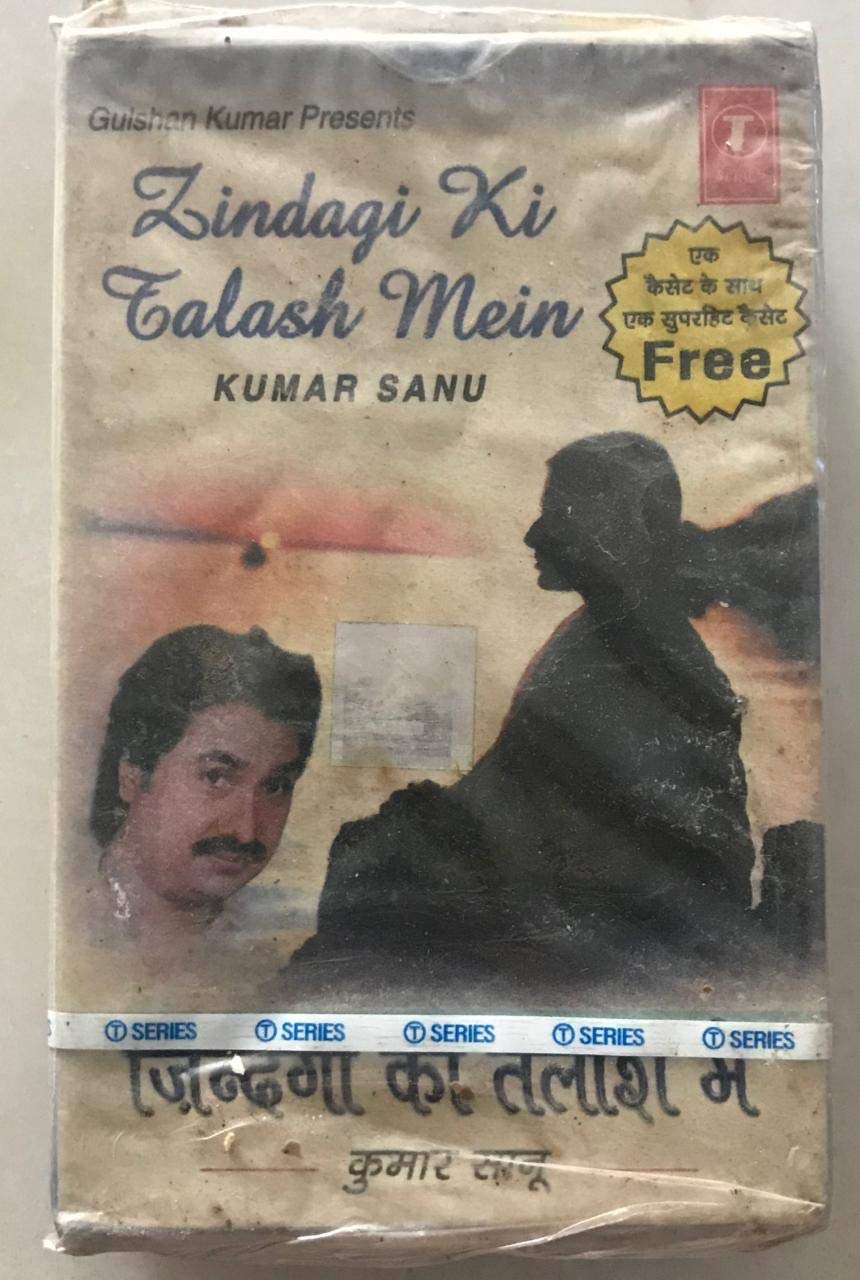 Gulshan Kumar Presents
T
SERIES
Zindagi Ki
Talash Mein
KUMAR SANU
एक
कैसेट के साथ
एक सुपरहिट कैसेट
Free
T SERIES T SERIES T SERIES T SERIES T SERIES
ज़िन्दगी की तलाश में
कुमार सानू